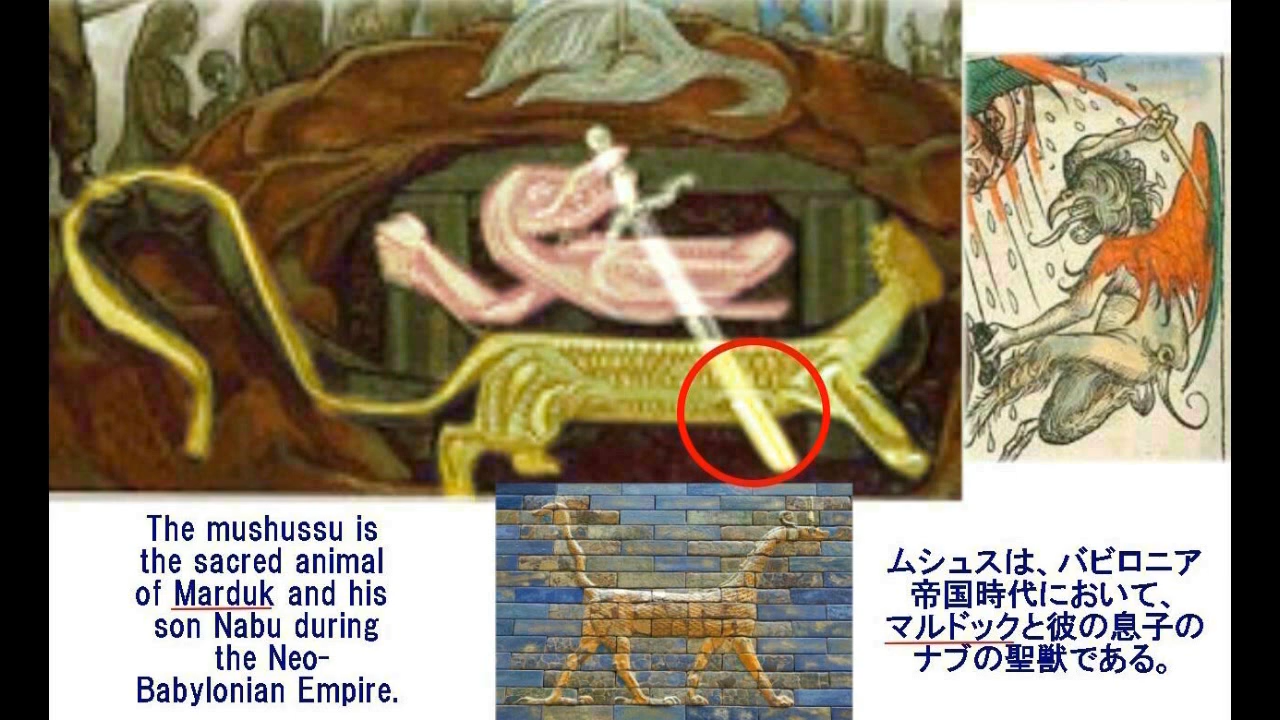 The mushussu is
the sacred animal
of Marduk and his
son Nabu during
the Neo-
Babylonian Empire.
ムシュスは、バビロニア
帝国時代において、
マルドックと彼の息子の
ナブの聖獣である。